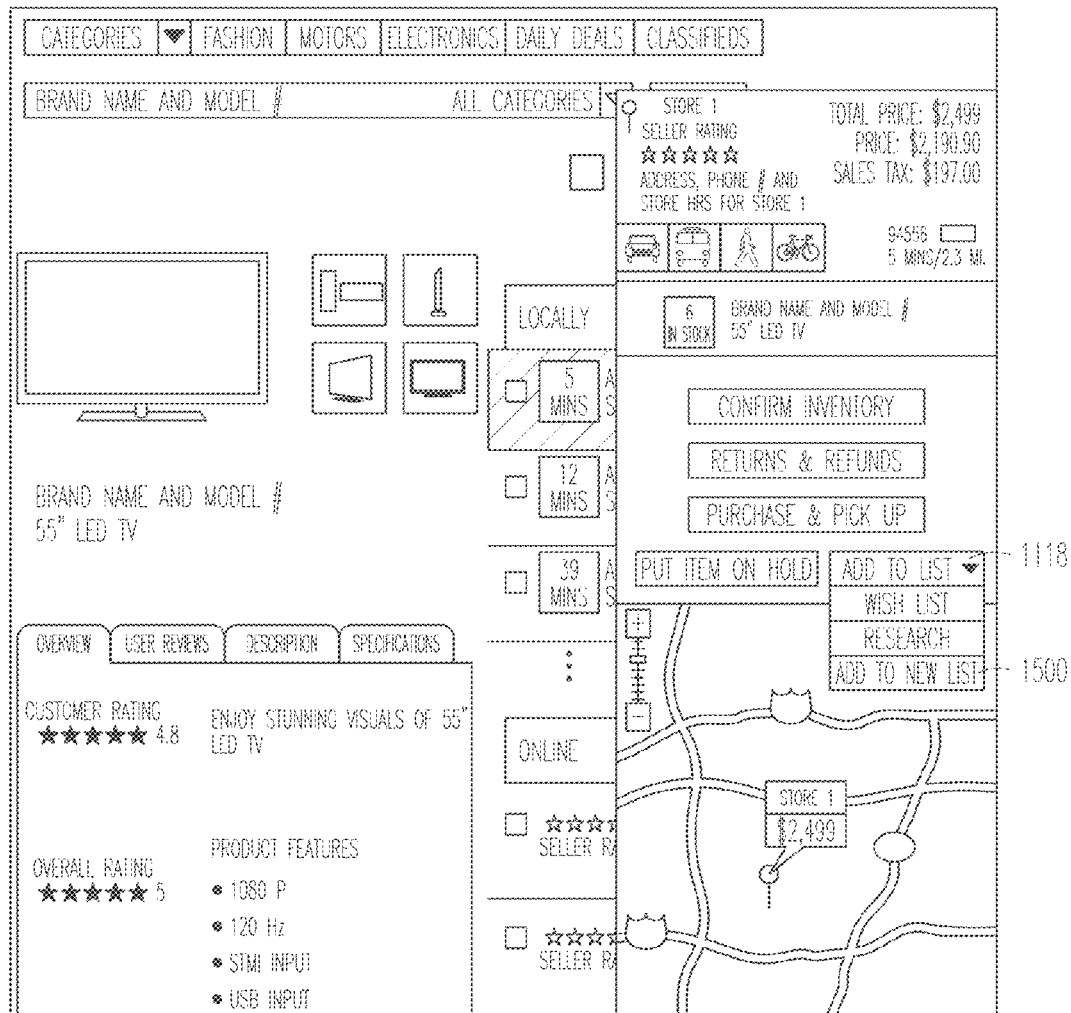 CATEGORIES FASHION MOTORS ELECTRONICS DAILY DEALS CLASSIFIEDS
BRAND NAME AND MODEL # ALL CATEGORIES
STORE 1
SELLER RATING
ADDRESS, PHONE # AND
STORE HRS FOR STORE 1
TOTAL PRICE: $2,499
PRICE: $2,190.90
SALES TAX: $197.00
94556
5 MINS/2.3 MI.
6
IN STOCK
BRAND NAME AND MODEL #
55" LED TV
CONFIRM INVENTORY
RETURNS & REFUNDS
PURCHASE & PICK UP
PUT ITEM ON HOLD
ADD TO LIST
1118
WISH LIST
RESEARCH
ADD TO NEW LIST
1500
STORE 1
$2,499
LOCALLY
5
MINS
A
S
12
MINS
A
S
39
MINS
A
S
ONLINE
SELLER RA
SELLER RA
BRAND NAME AND MODEL #
55" LED TV
OVERVIEW USER REVIEWS DESCRIPTION SPECIFICATIONS
CUSTOMER RATING
4.8
ENJOY STUNNING VISUALS OF 55"
LED TV
OVERALL RATING
5
PRODUCT FEATURES
• 1080 P
• 120 Hz
• STMI INPUT
• USB INPUT